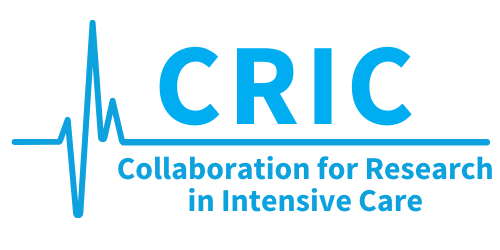 CRIC
Collaboration for Research
in Intensive Care